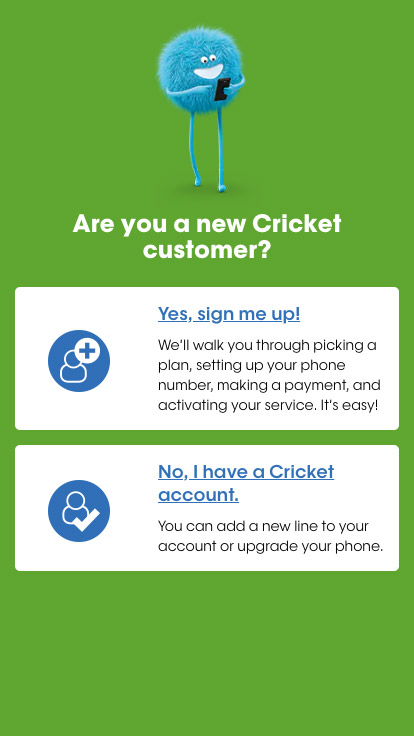 Are you a new Cricket
customer?
Yes, sign me up!
We’ll walk you through picking a
plan, setting up your phone
number, making a payment, and
activating your service. It’s easy!
No, I have a Cricket
account.
You can add a new line to your
account or upgrade your phone.